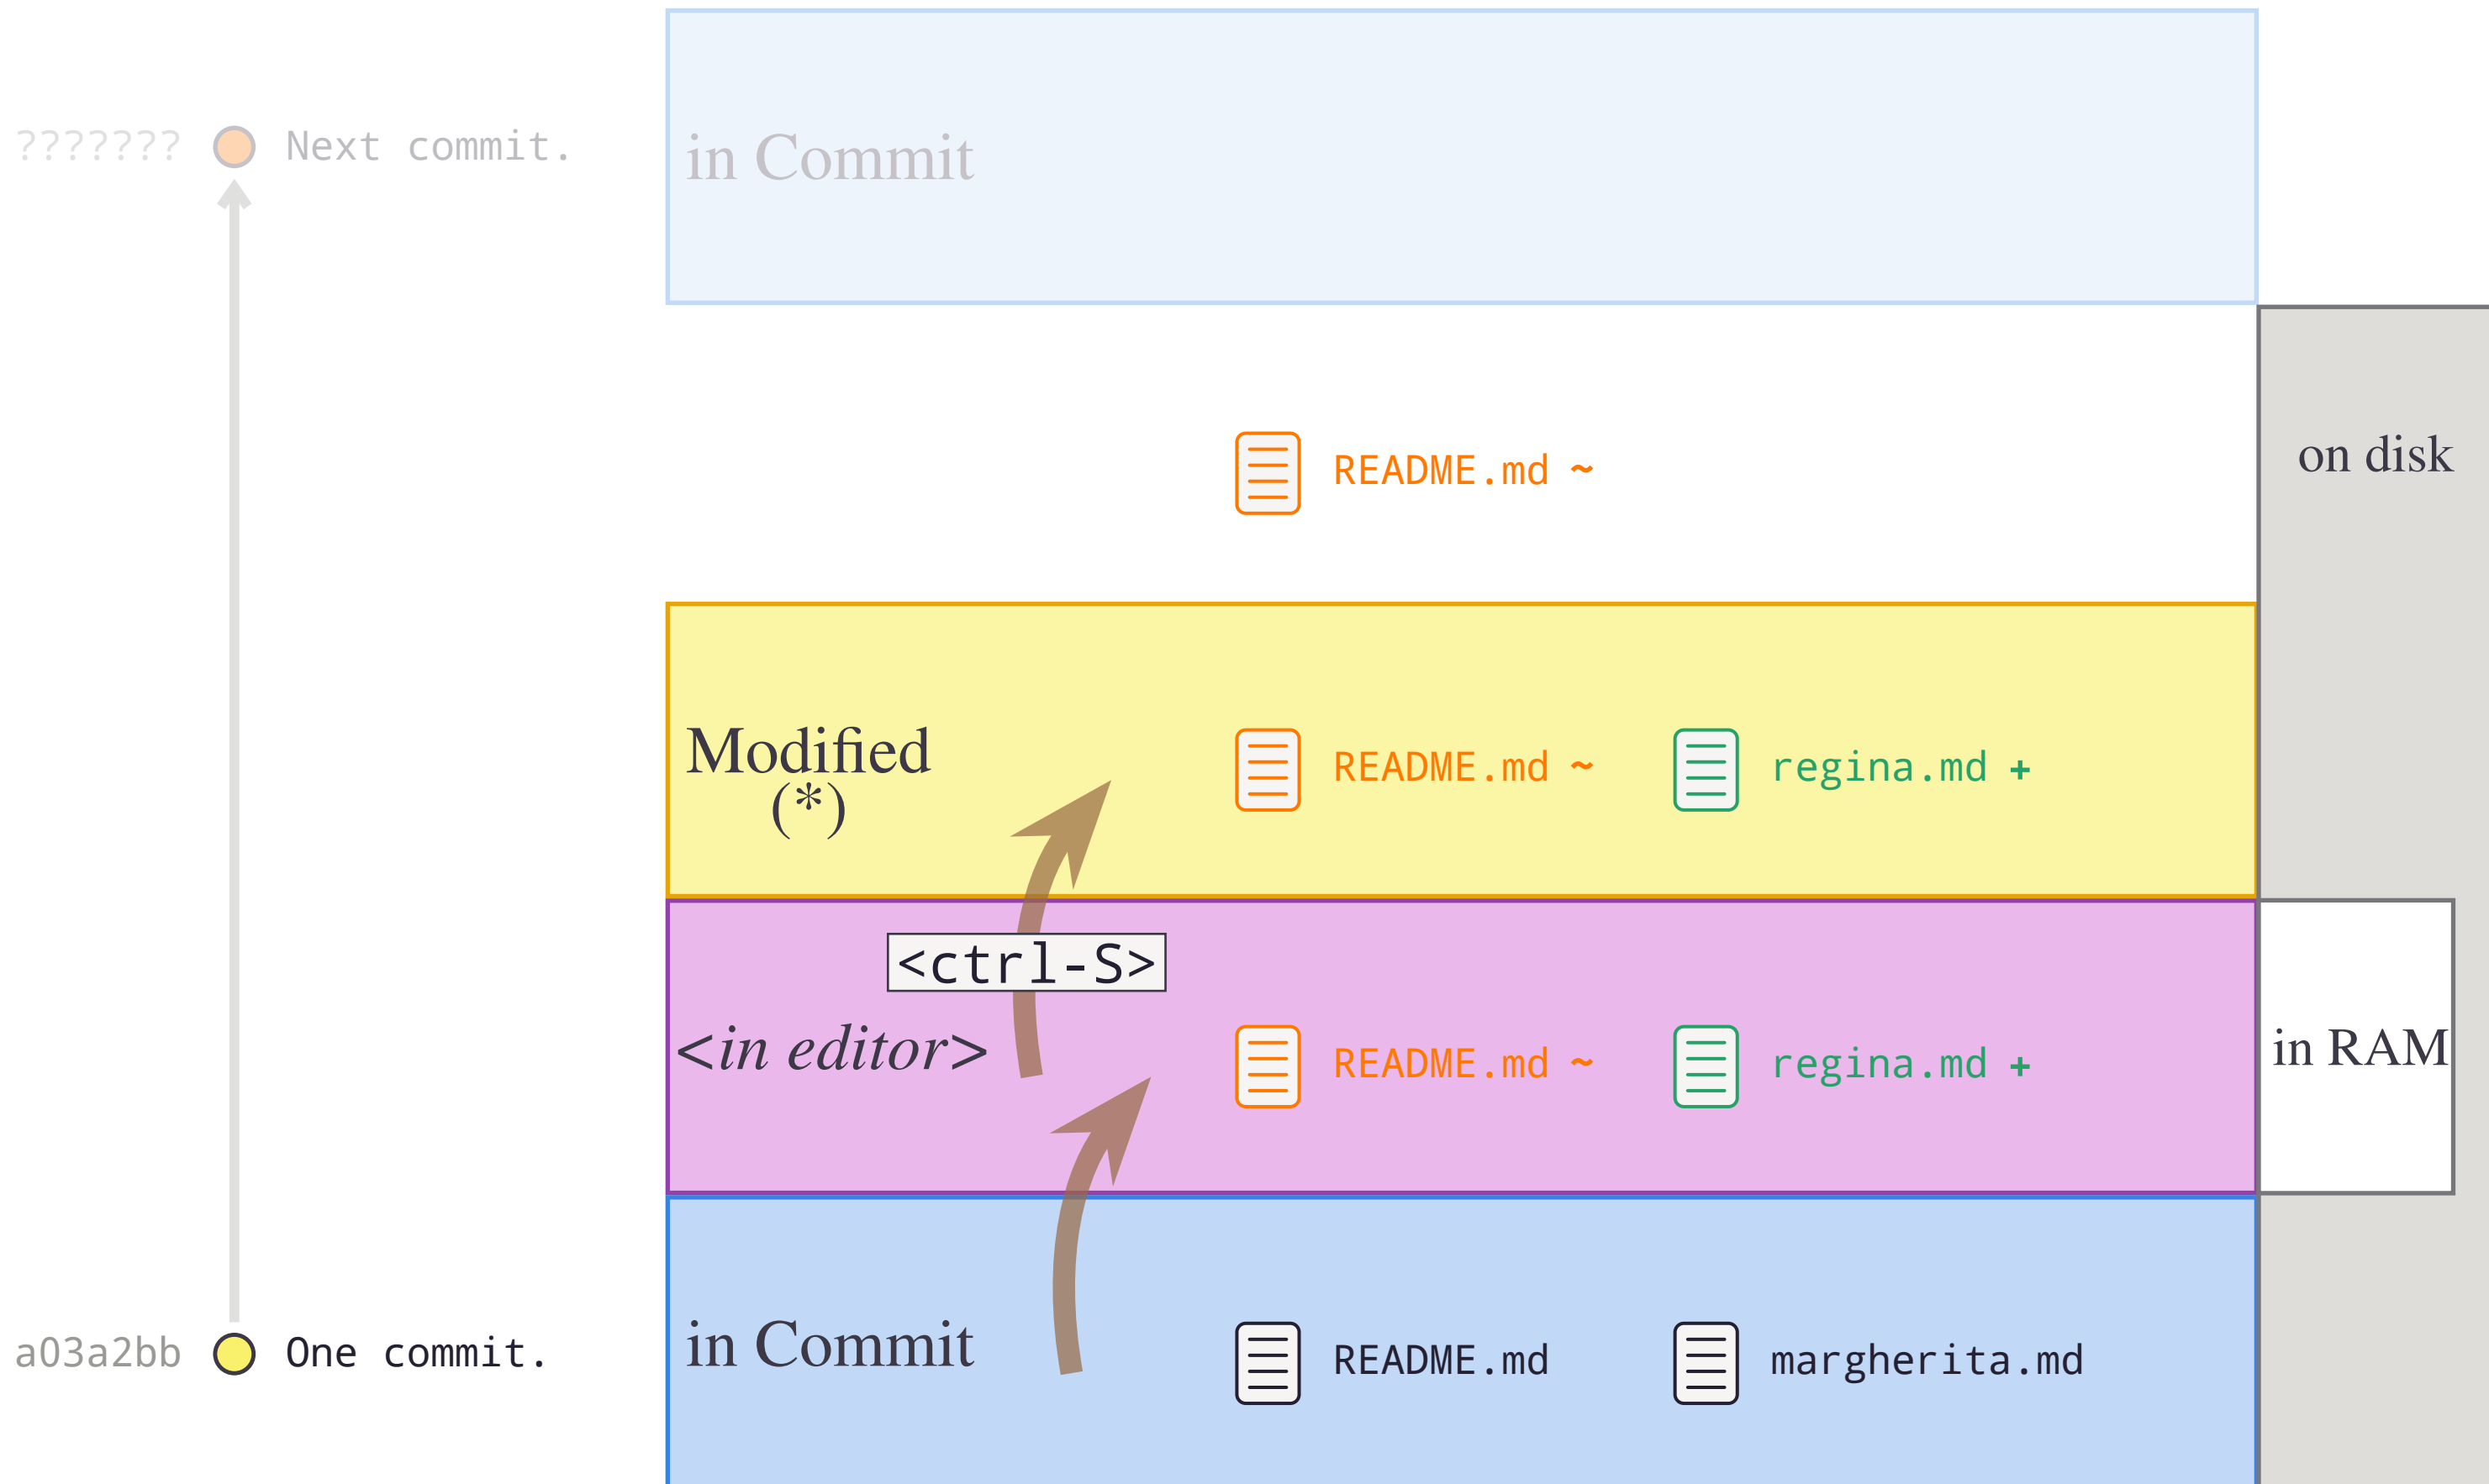 ??????? Next commit.
in Commit
README.md ~
on disk
Modified
(*)
README.md ~
regina.md +
<ctrl-S>
<in editor>
README.md ~
regina.md +
in RAM
a03a2bb One commit.
in Commit
README.md
margherita.md